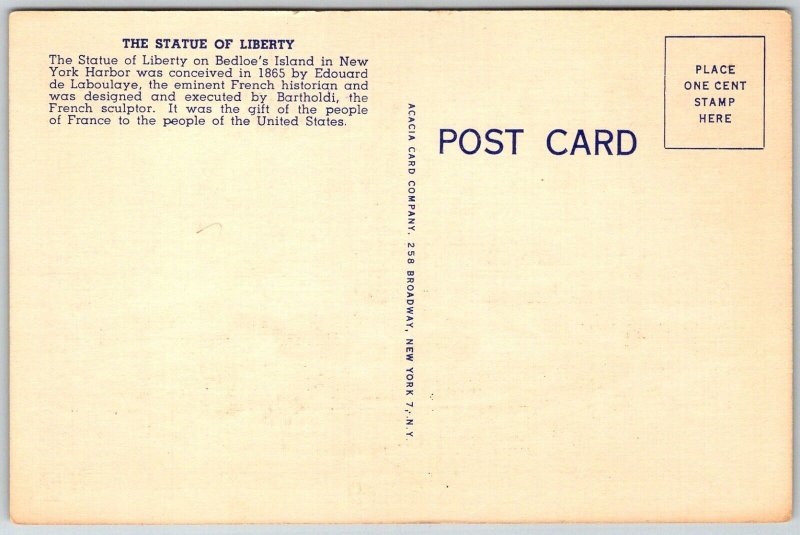 THE STATUE OF LIBERTY
The Statue of Liberty on Bedloe's Island in New
York Harbor was conceived in 1865 by Edouard
de Laboulaye, the eminent French historian and
was designed and executed by Bartholdi, the
French sculptor. It was the gift of the people
of France to the people of the United States.
ACACIA CARD COMPANY, 258 BROADWAY, NEW YORK 7, N.Y.
POST CARD
PLACE
ONE CENT
STAMP
HERE